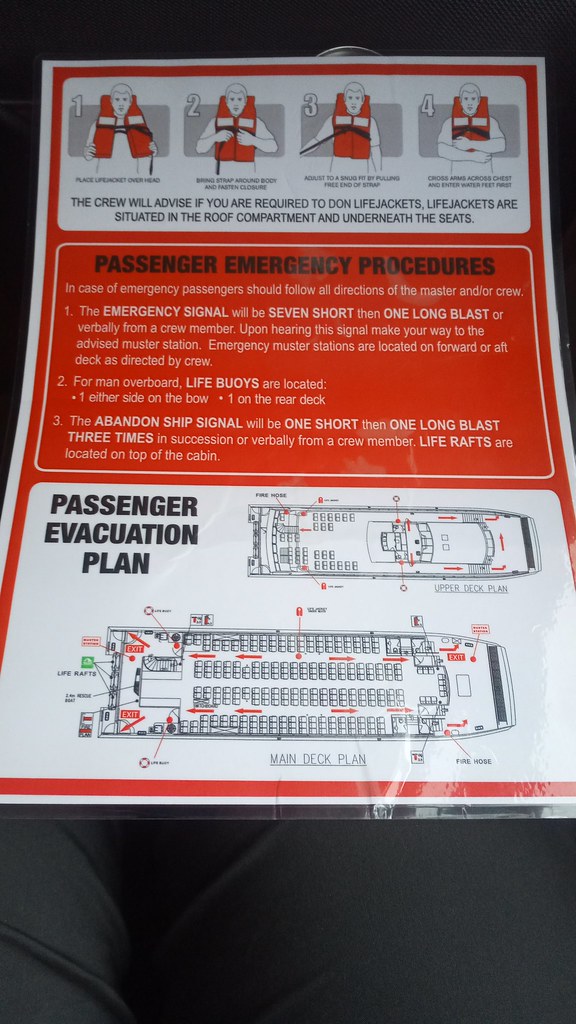 1
2
3
4
PLACE LIFEJACKET OVER HEAD
BRING STRAP AROUND BODY
AND FASTEN CLOSURE
ADJUST TO A SNUG FIT BY PULLING
FREE END OF STRAP
CROSS ARMS ACROSS CHEST
AND ENTER WATER FEET FIRST
THE CREW WILL ADVISE IF YOU ARE REQUIRED TO DON LIFEJACKETS, LIFEJACKETS ARE
SITUATED IN THE ROOF COMPARTMENT AND UNDERNEATH THE SEATS.
PASSENGER EMERGENCY PROCEDURES
In case of emergency passengers should follow all directions of the master and/or crew.
1. The EMERGENCY SIGNAL will be SEVEN SHORT then ONE LONG BLAST or
verbally from a crew member. Upon hearing this signal make your way to the
advised muster station. Emergency muster stations are located on forward or aft
deck as directed by crew.
2. For man overboard, LIFE BUOYS are located:
• 1 either side on the bow • 1 on the rear deck
3. The ABANDON SHIP SIGNAL will be ONE SHORT then ONE LONG BLAST
THREE TIMES in succession or verbally from a crew member. LIFE RAFTS are
located on top of the cabin.
PASSENGER
EVACUATION
PLAN
FIRE HOSE
UPPER DECK PLAN
LIFE BUOY
MUSTER
STATION
EXIT
LIFE RAFTS
EXIT
MUSTER
STATION
EXIT
LIFE BUOY
MAIN DECK PLAN
FIRE HOSE